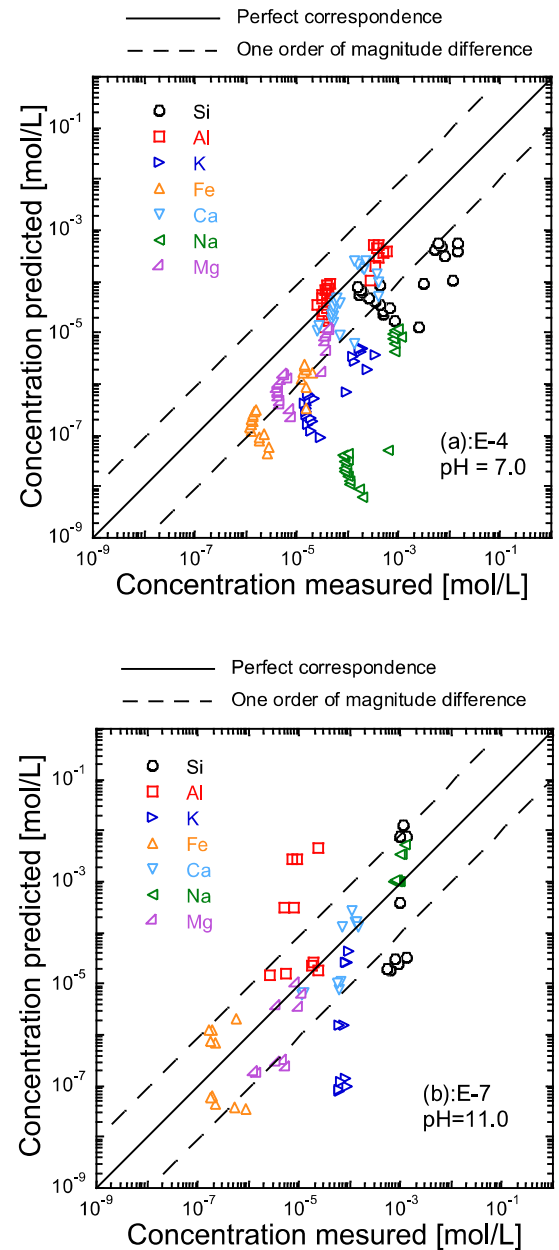 Perfect correspondence
One order of magnitude difference
Concentration predicted [mol/L]
10^-1
10^-3
10^-5
10^-7
10^-9
Si
Al
K
Fe
Ca
Na
Mg
(a):E-4
pH = 7.0
10^-9 10^-7 10^-5 10^-3 10^-1
Concentration measured [mol/L]
Perfect correspondence
One order of magnitude difference
Concentration predicted [mol/L]
10^-1
10^-3
10^-5
10^-7
10^-9
Si
Al
K
Fe
Ca
Na
Mg
(b):E-7
pH=11.0
10^-9 10^-7 10^-5 10^-3 10^-1
Concentration mesured [mol/L]